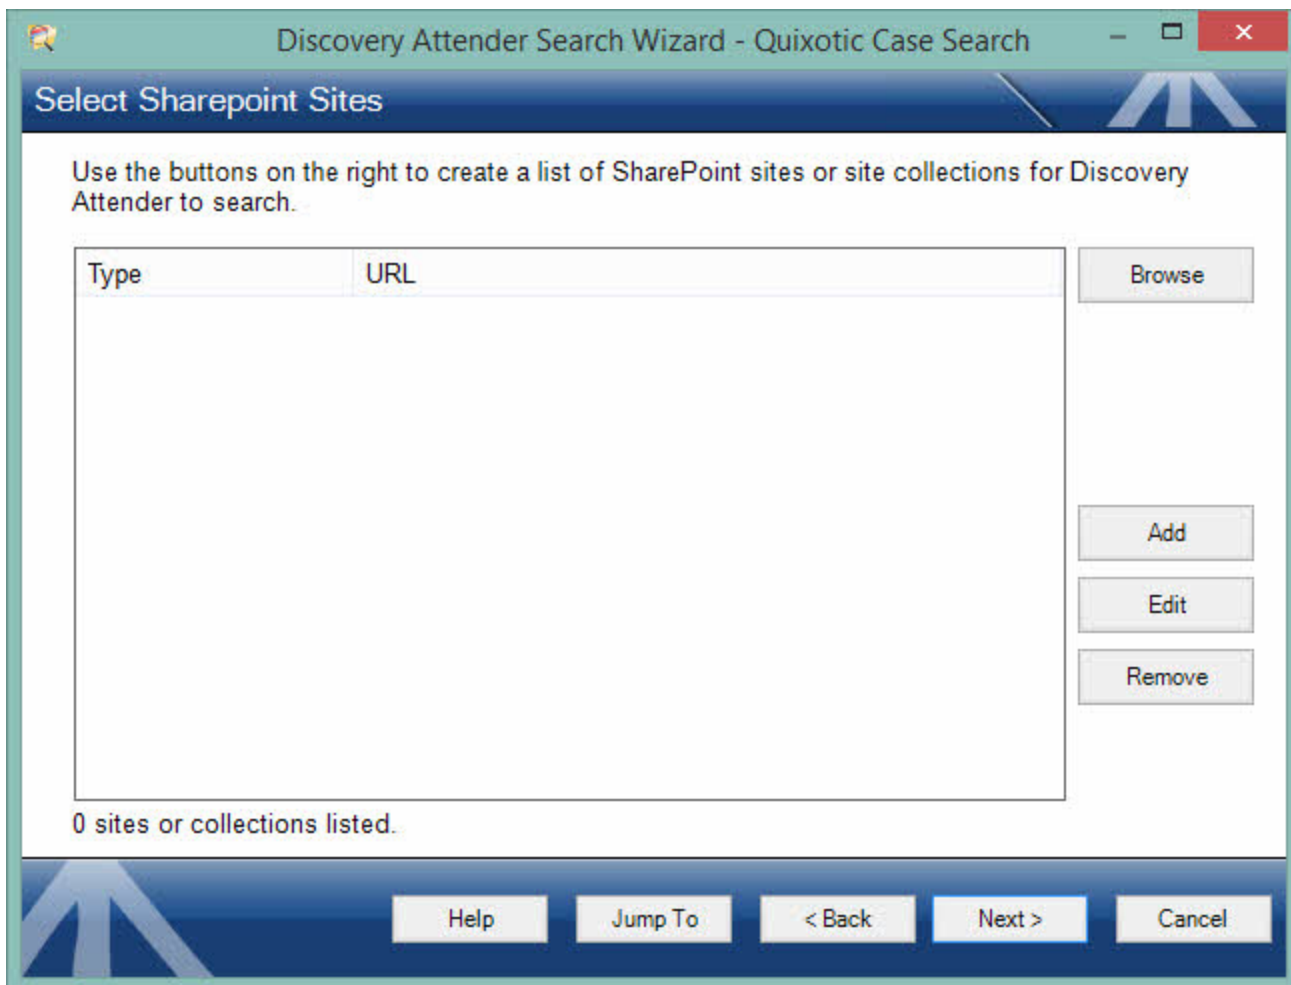 Discovery Attender Search Wizard - Quixotic Case Search
Select Sharepoint Sites
Use the buttons on the right to create a list of SharePoint sites or site collections for Discovery
Attender to search.
Type URL
Browse
Add
Edit
Remove
0 sites or collections listed.
Help Jump To < Back Next > Cancel